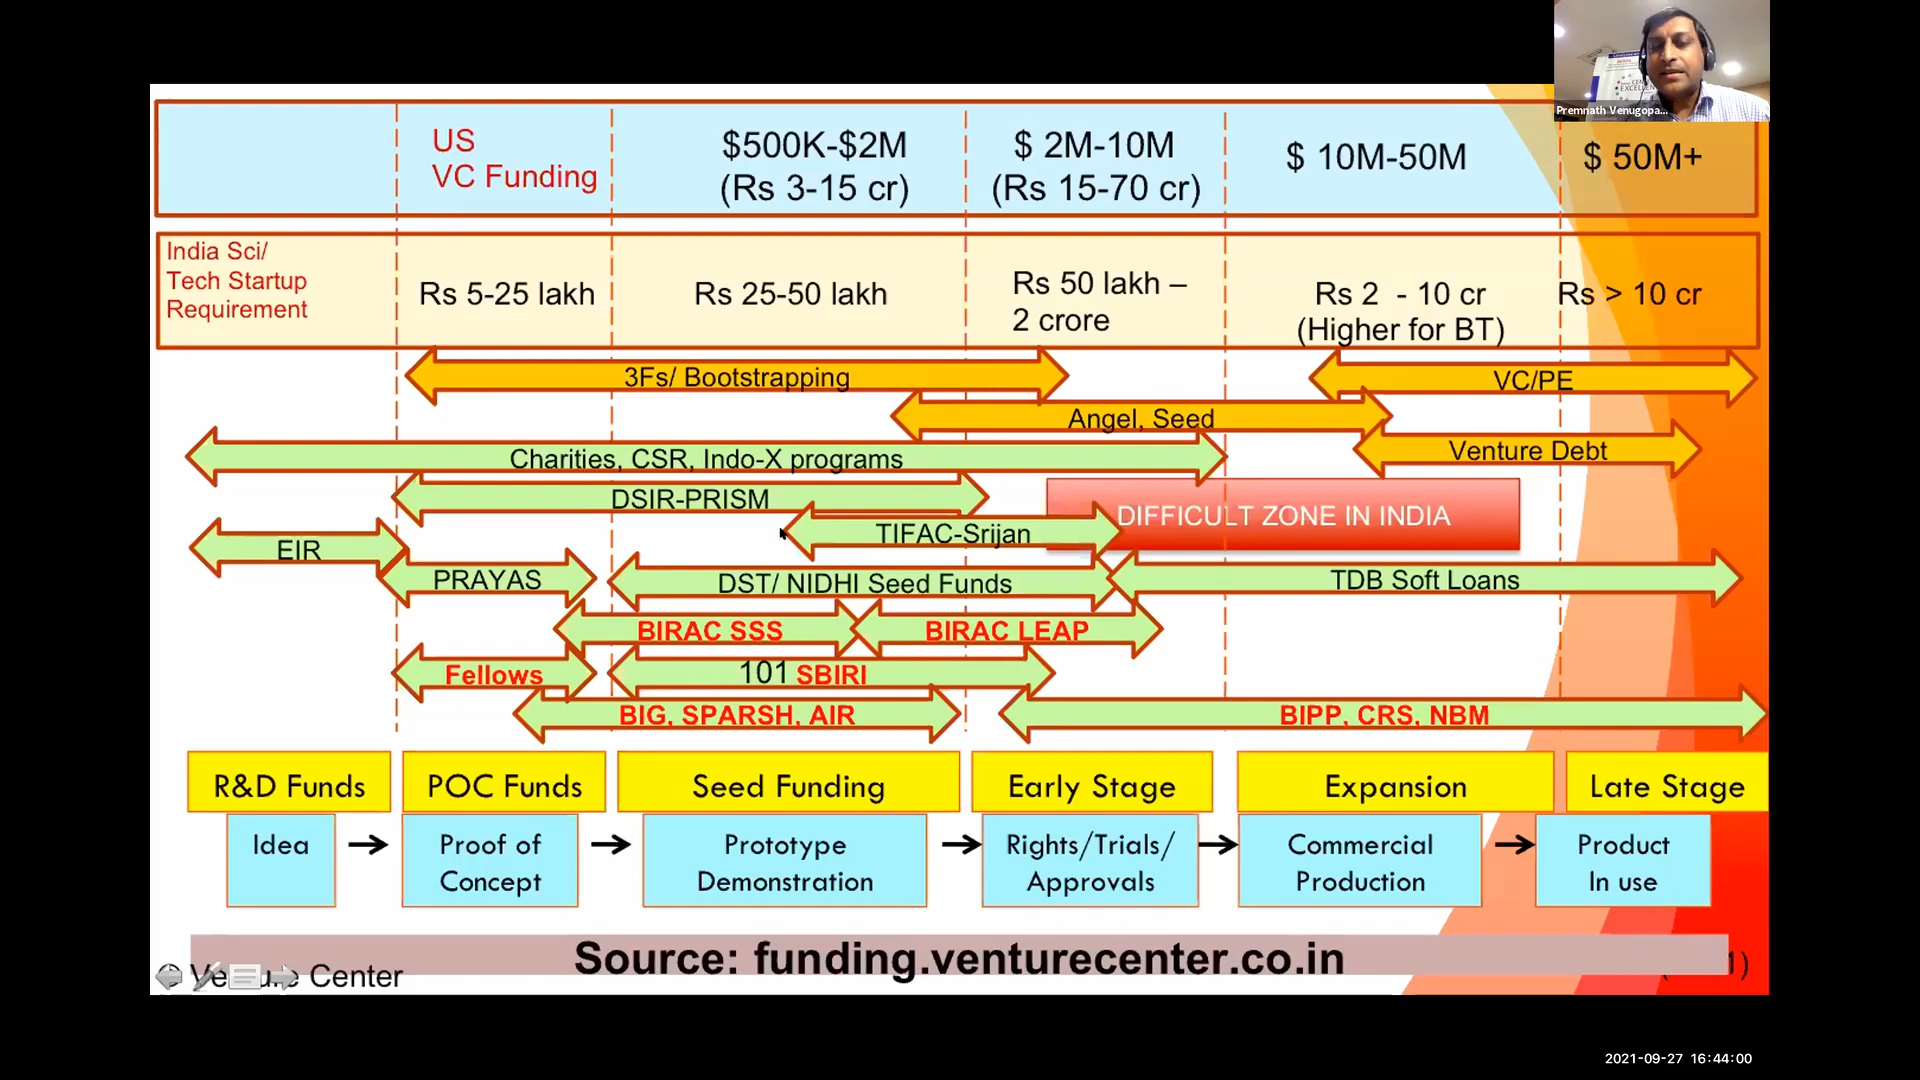 US
VC Funding
$500K-$2M
(Rs 3-15 cr)
$ 2M-10M
(Rs 15-70 cr)
$ 10M-50M
$ 50M+
Premnath Venugopa...
India Sci/
Tech Startup
Requirement
Rs 5-25 lakh
Rs 25-50 lakh
Rs 50 lakh –
2 crore
Rs 2 - 10 cr
(Higher for BT)
Rs > 10 cr
3Fs/ Bootstrapping
VC/PE
Angel, Seed
Venture Debt
Charities, CSR, Indo-X programs
DSIR-PRISM
DIFFICULT ZONE IN INDIA
TIFAC-Srijan
EIR
PRAYAS
DST/ NIDHI Seed Funds
TDB Soft Loans
BIRAC SSS
BIRAC LEAP
Fellows
101 SBIRI
BIG, SPARSH, AIR
BIPP, CRS, NBM
R&D Funds
POC Funds
Seed Funding
Early Stage
Expansion
Late Stage
Idea
Proof of
Concept
Prototype
Demonstration
Rights/Trials/
Approvals
Commercial
Production
Product
In use
Source: funding.venturecenter.co.in
Center
2021-09-27 16:44:00